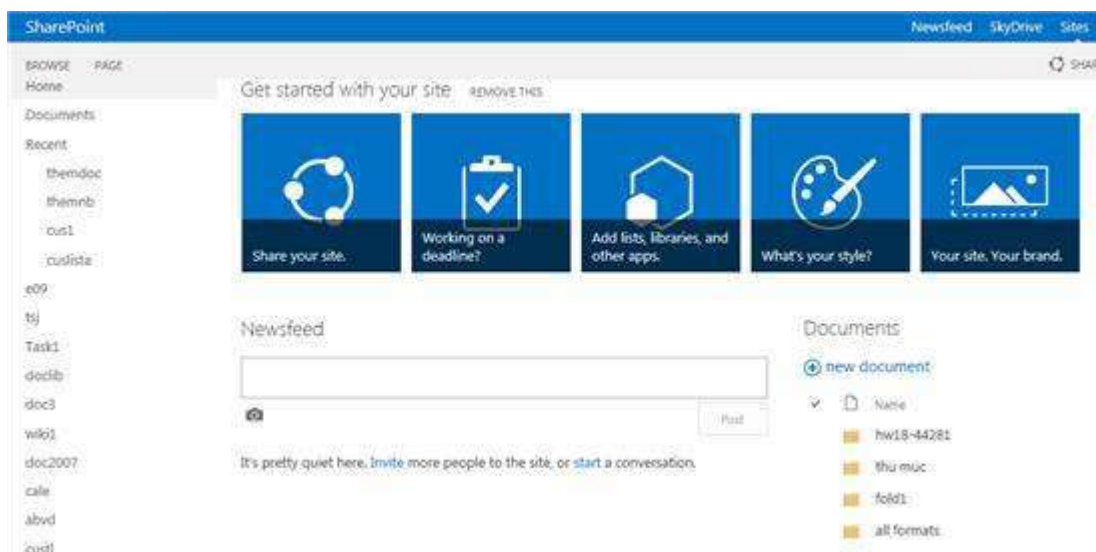 SharePoint
Newsfeed SkyDrive Sites
BROWSE PAGE
SHAR
Home
Documents
Recent
themdoc
themnb
cus1
cuslista
e09
tsj
Task1
doclib
doc3
wiki1
doc2007
cale
abvd
Get started with your site REMOVE THIS
Share your site.
Working on a
deadline?
Add lists, libraries, and
other apps.
What's your style?
Your site. Your brand.
Newsfeed
Post
It's pretty quiet here. Invite more people to the site, or start a conversation.
Documents
new document
Name
hw18-44281
thu muc
fold1
all formats